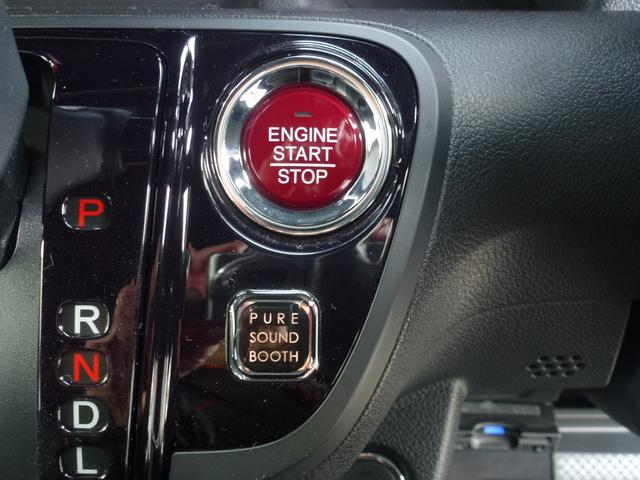 ENGINE
START
STOP
P
R
N
D
L
PURE
SOUND
BOOTH